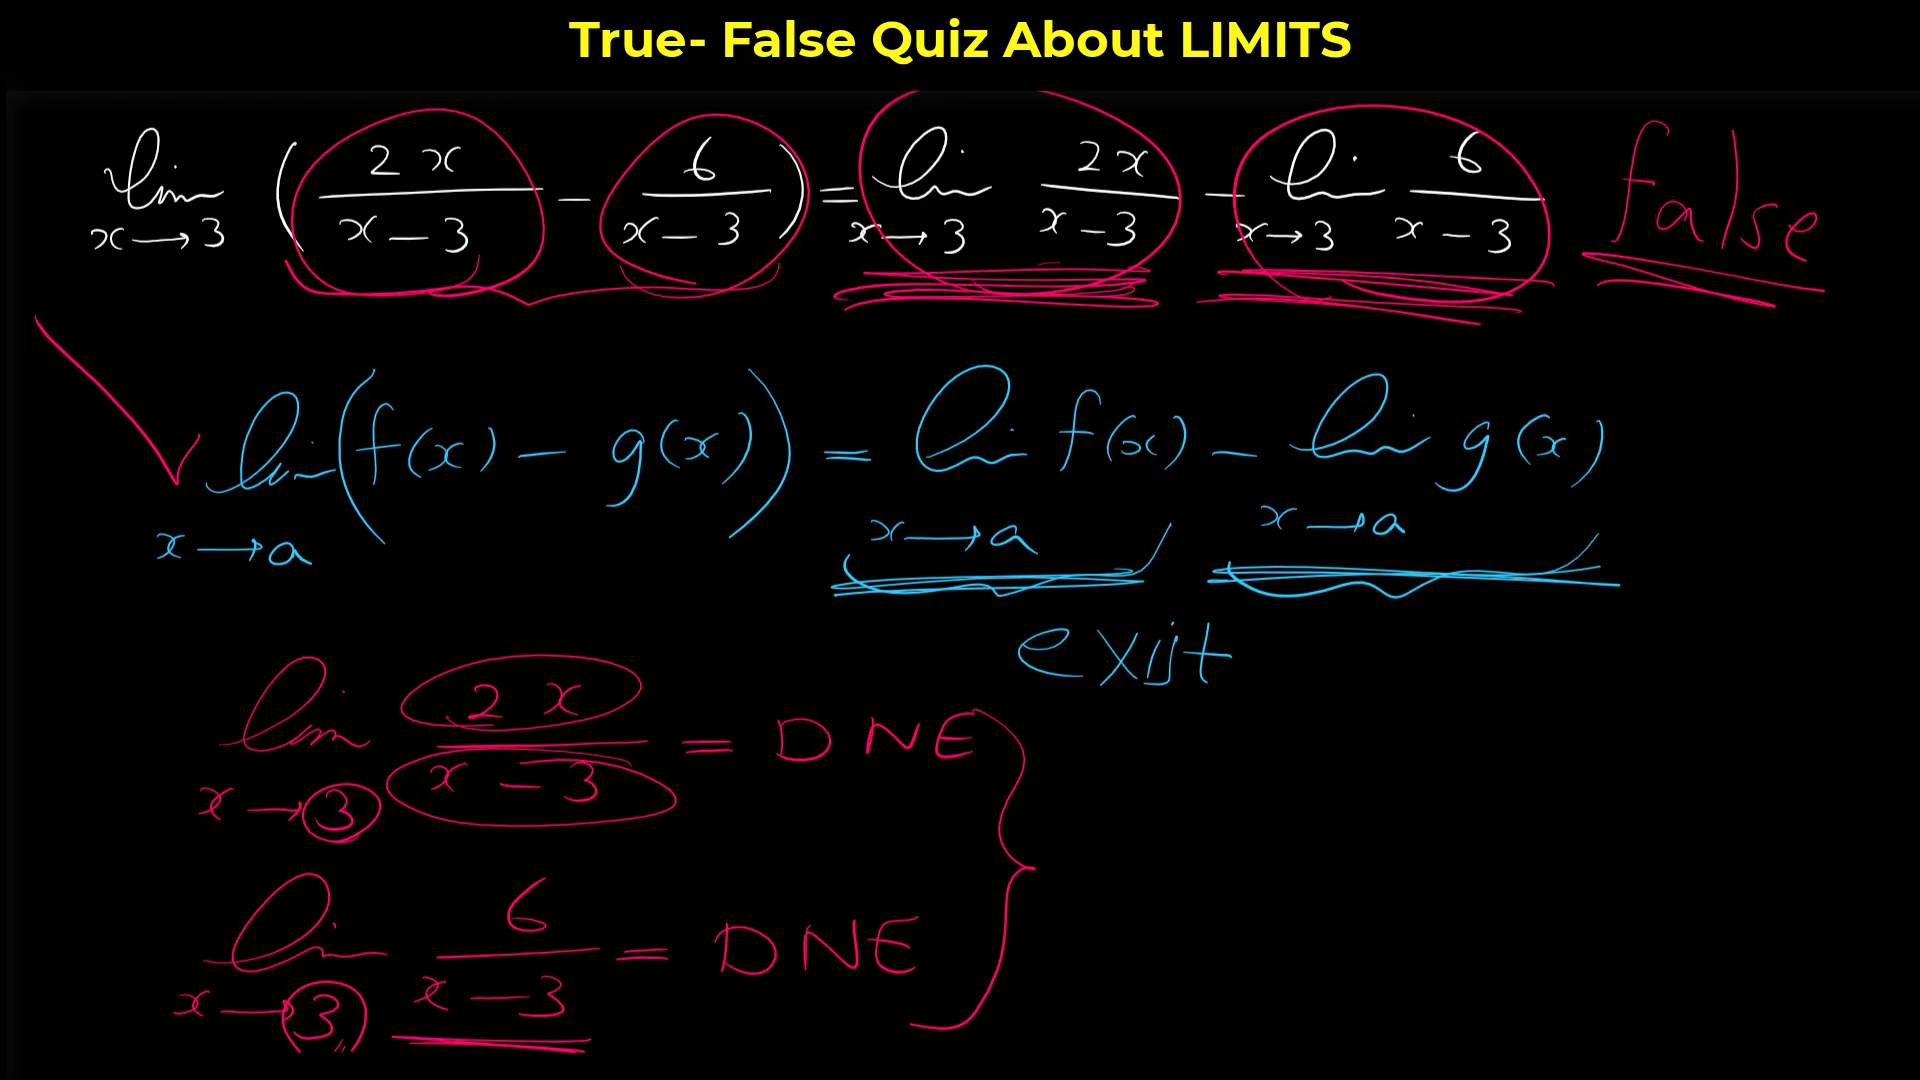 True- False Quiz About LIMITS
lim x→3 (2x/(x−3) − 6/(x−3)) = lim x→3 2x/(x−3) − lim x→3 6/(x−3) false
lim x→a (f(x) − g(x)) = lim x→a f(x) − lim x→a g(x)
exist
lim x→3 2x/(x−3) = DNE
lim x→3 6/(x−3) = DNE